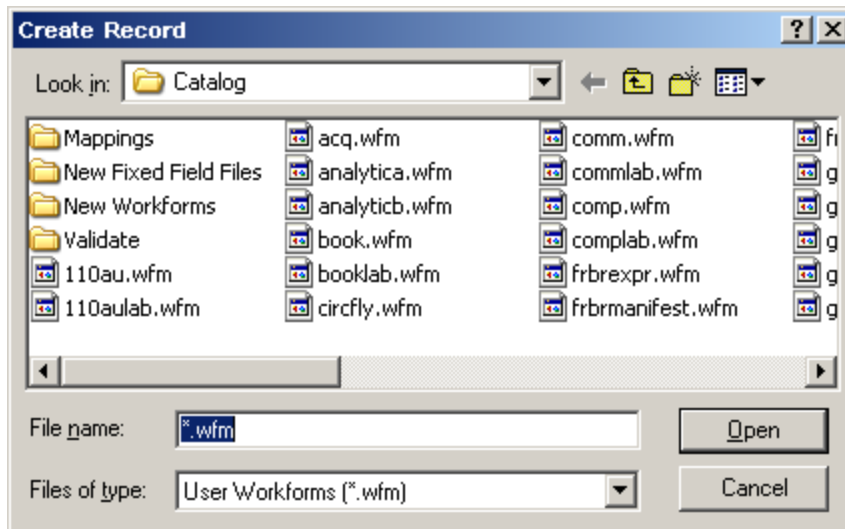 Create Record
Look in: Catalog
Mappings acq.wfm comm.wfm
New Fixed Field Files analytica.wfm commlab.wfm
New Workforms analyticb.wfm comp.wfm
Validate book.wfm complab.wfm
110au.wfm booklab.wfm frbrexpr.wfm
110aulab.wfm circfly.wfm frbrmanifest.wfm
File name: *.wfm Open
Files of type: User Workforms (*.wfm) Cancel